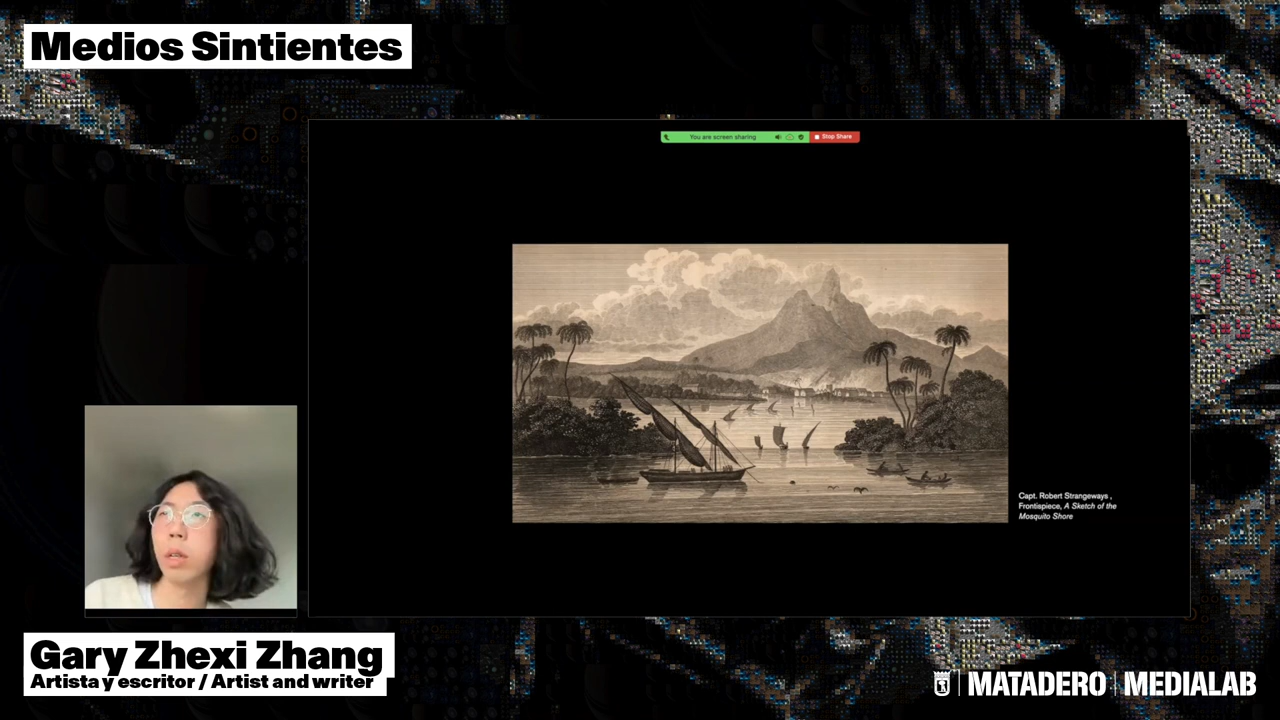 Medios Sintientes
You are screen sharing
Stop Share
Capt. Robert Strangeways ,
Frontispiece, A Sketch of the
Mosquito Shore
Gary Zhexi Zhang
Artista y escritor / Artist and writer
MATADERO MEDIALAB